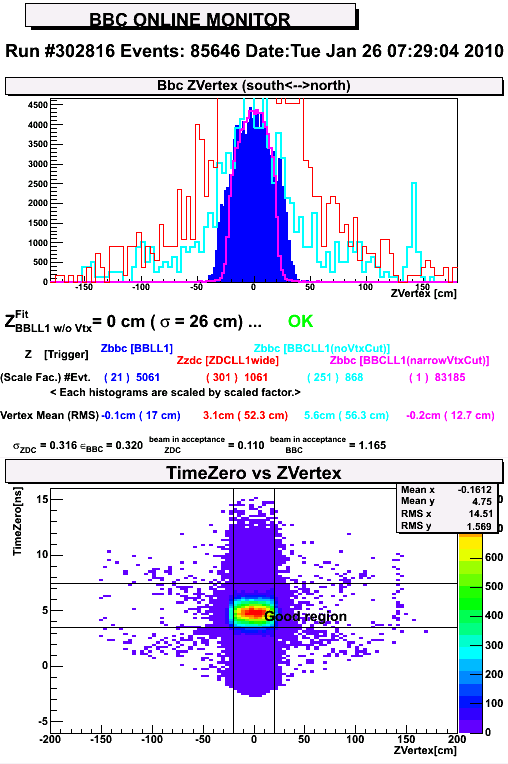 BBC ONLINE MONITOR
Run #302816 Events: 85646 Date:Tue Jan 26 07:29:04 2010
Bbc ZVertex (south<-->north)
4500
4000
3500
3000
2500
2000
1500
1000
500
0
-150 -100 -50 0 50 100 150
ZVertex [cm]
Z Fit BBLL1 w/o Vtx = 0 cm ( σ = 26 cm) ... OK
Z [Trigger] Zbbc [BBLL1] Zbbc [BBCLL1(noVtxCut)]
Zzdc [ZDCLL1wide] Zbbc [BBCLL1(narrowVtxCut)]
(Scale Fac.) #Evt. ( 21 ) 5061 ( 301 ) 1061 ( 251 ) 868 ( 1 ) 83185
< Each histograms are scaled by scaled factor.>
Vertex Mean (RMS) -0.1cm ( 17 cm) 3.1cm ( 52.3 cm) 5.6cm ( 56.3 cm) -0.2cm ( 12.7 cm)
σZDC = 0.316 εBBC = 0.320 beam in acceptance ZDC = 0.110 beam in acceptance BBC = 1.165
TimeZero vs ZVertex
Mean x -0.1612
Mean y 4.75
RMS x 14.51
RMS y 1.569
TimeZero[ns]
15
10
5
0
-5
Good region
600
500
400
300
200
100
0
-200 -150 -100 -50 0 50 100 150 200
ZVertex[cm]